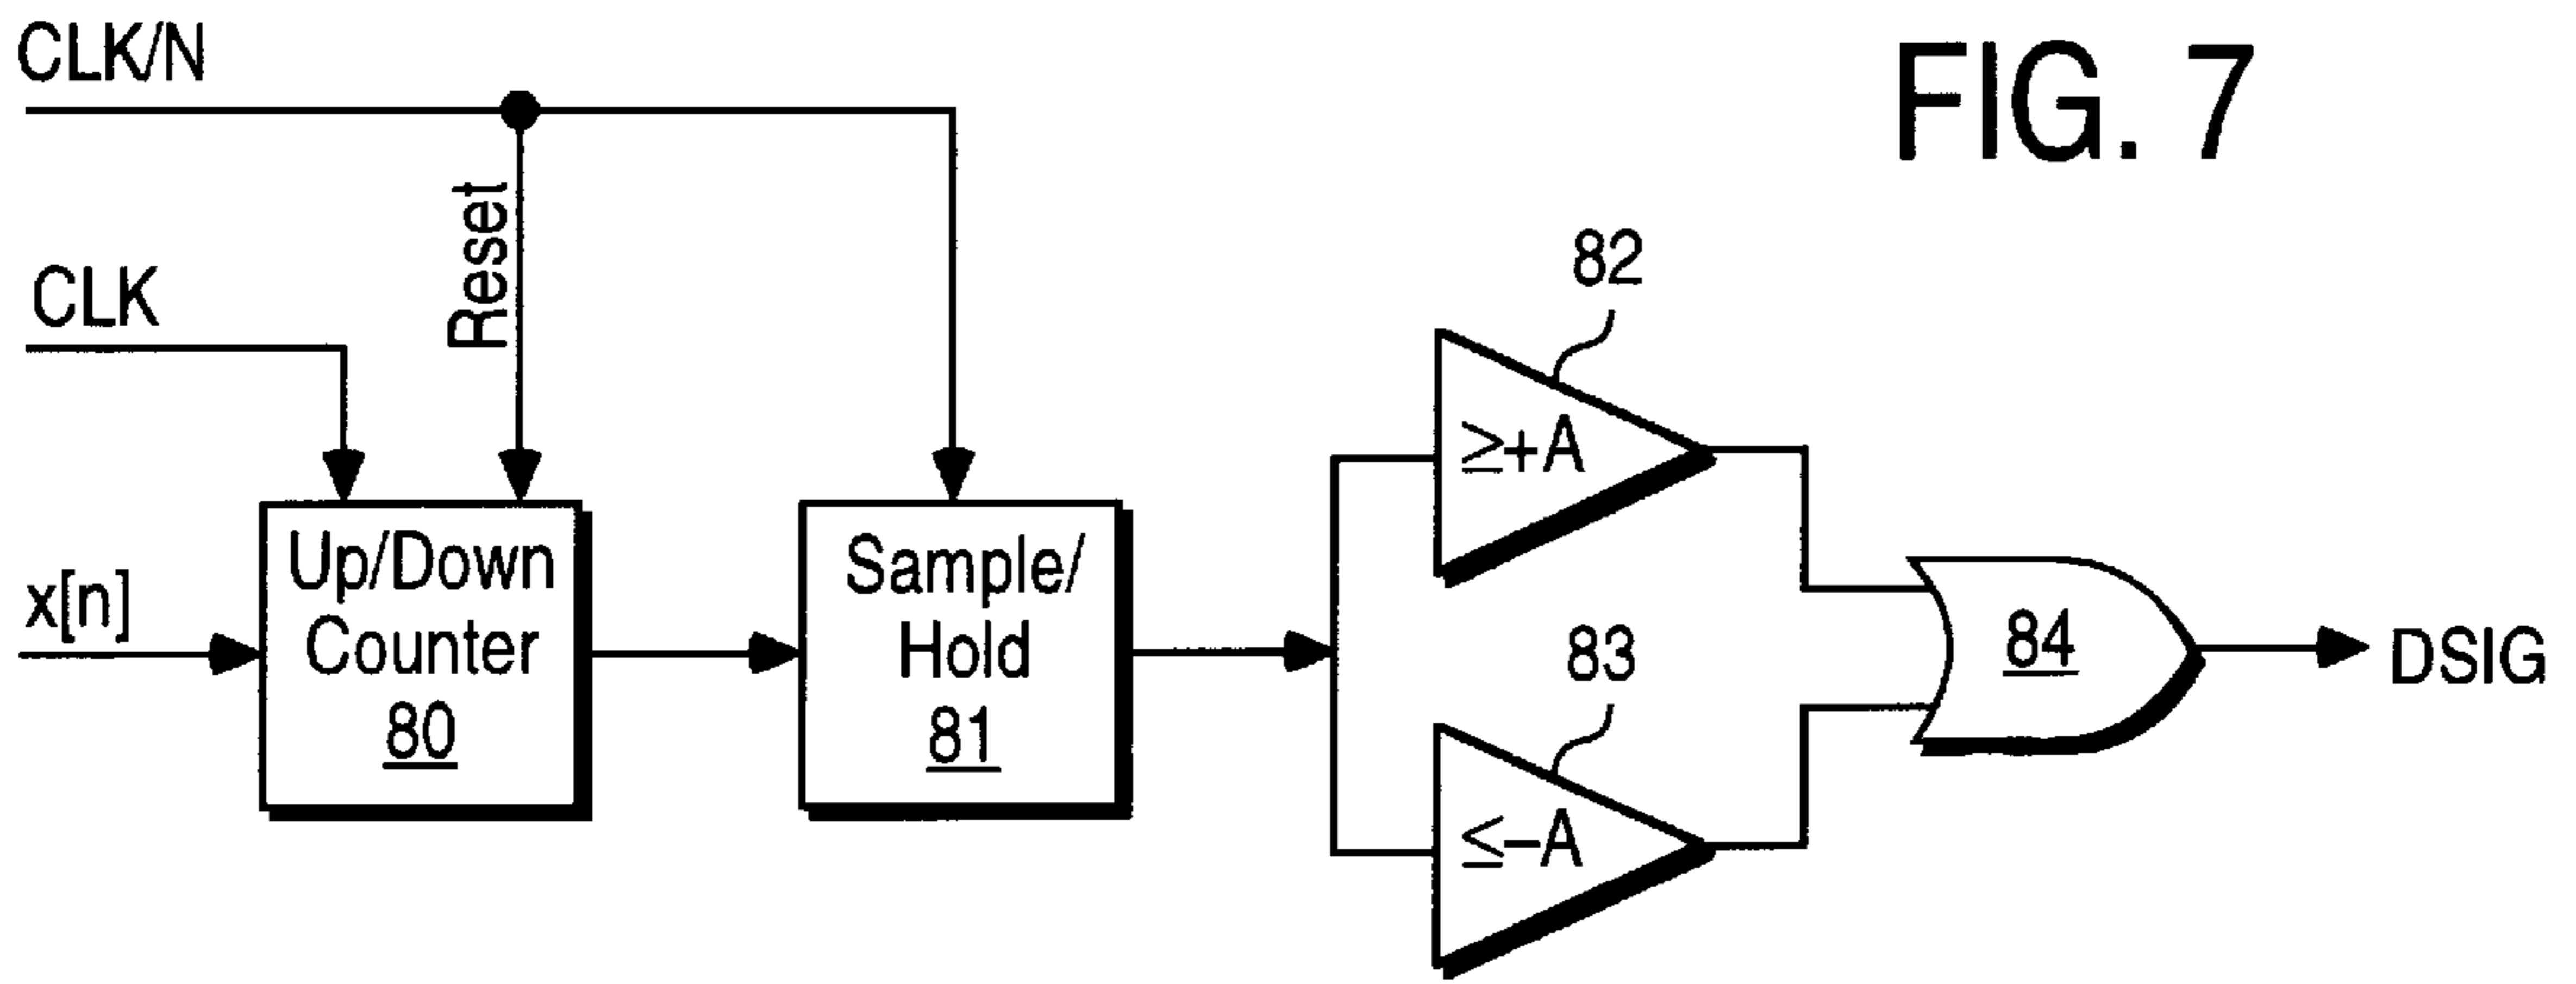 CLK/N
FIG. 7
Reset
CLK
82
≥+A
x[n]
Up/Down
Counter
80
Sample/
Hold
81
83
≤–A
84
DSIG